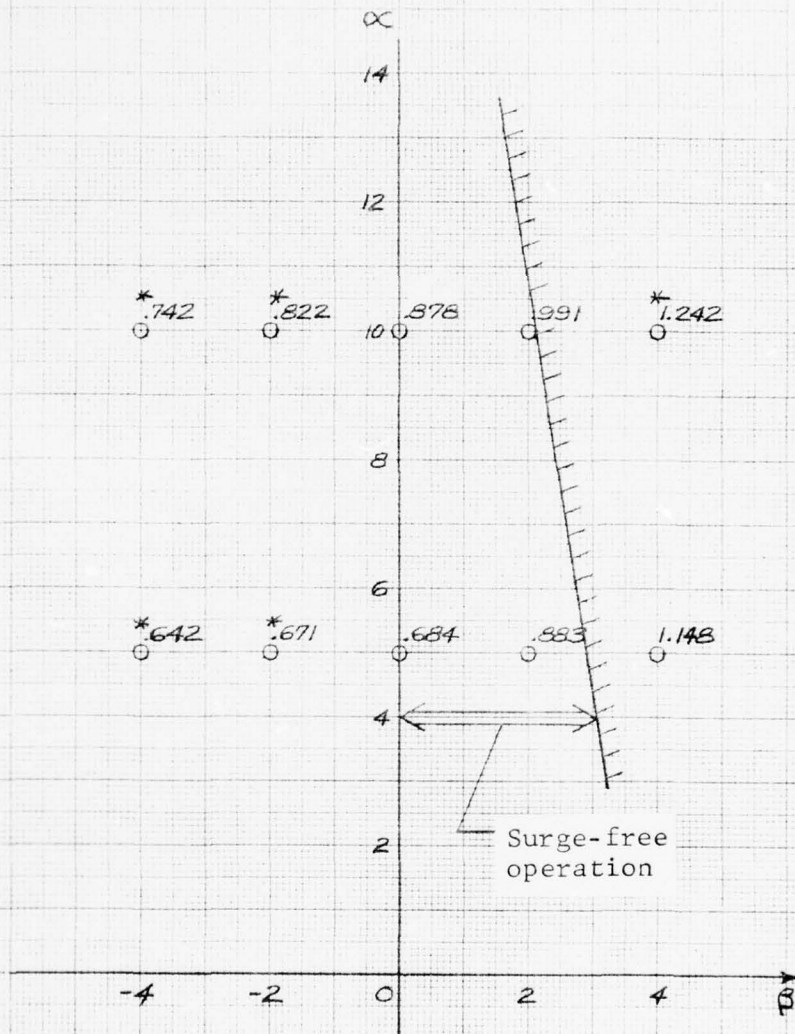 α
14
12
* * *
.742 .822 .878 .991 1.242
10
8
6
* *
.642 .671 .684 .883 1.148
4
2
Surge-free
operation
-4 -2 0 2 4 β